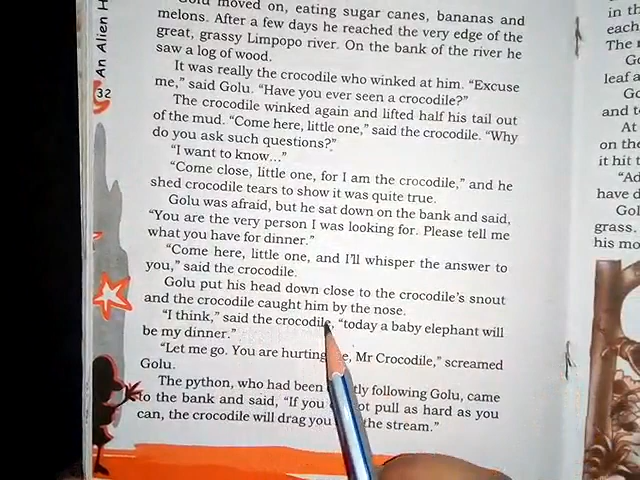 Golu moved on, eating sugar canes, bananas and
melons. After a few days he reached the very edge of the
great, grassy Limpopo river. On the bank of the river he
saw a log of wood.
It was really the crocodile who winked at him. “Excuse
me,” said Golu. “Have you ever seen a crocodile?”
The crocodile winked again and lifted half his tail out
of the mud. “Come here, little one,” said the crocodile. “Why
do you ask such questions?”
“I want to know...”
“Come close, little one, for I am the crocodile,” and he
shed crocodile tears to show it was quite true.
Golu was afraid, but he sat down on the bank and said,
“You are the very person I was looking for. Please tell me
what you have for dinner.”
“Come here, little one, and I’ll whisper the answer to
you,” said the crocodile.
Golu put his head down close to the crocodile’s snout
and the crocodile caught him by the nose.
“I think,” said the crocodile, “today a baby elephant will
be my dinner.”
“Let me go. You are hurting me, Mr Crocodile,” screamed
Golu.
The python, who had been following Golu, came
to the bank and said, “If you pull as hard as you
can, the crocodile will drag you the stream.”
An Alien H
32
in th
each
The
Go
leaf a
Go
and t
At
on the
it hit t
“Ad
have d
Gol
grass.
his mo